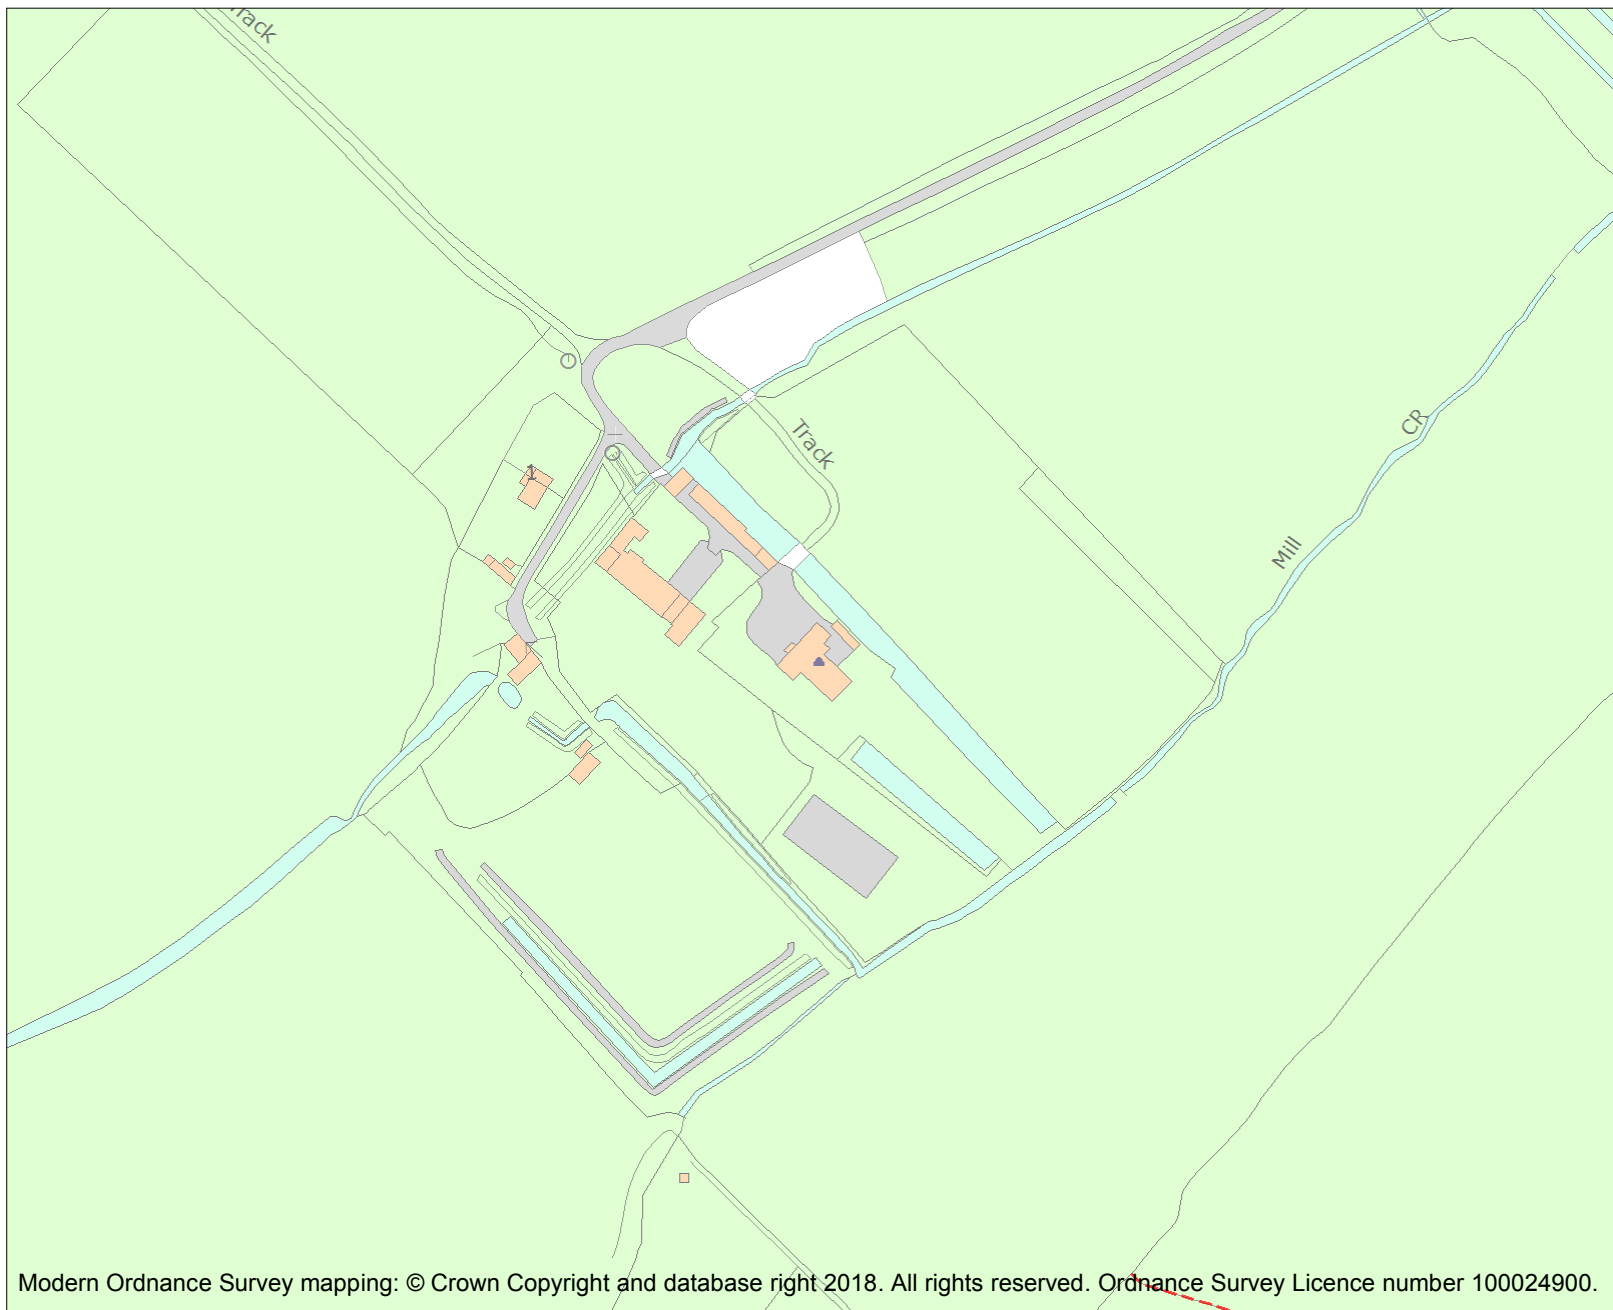 Track
Track
CR
Mill
1
Modern Ordnance Survey mapping: © Crown Copyright and database right 2018. All rights reserved. Ordnance Survey Licence number 100024900.